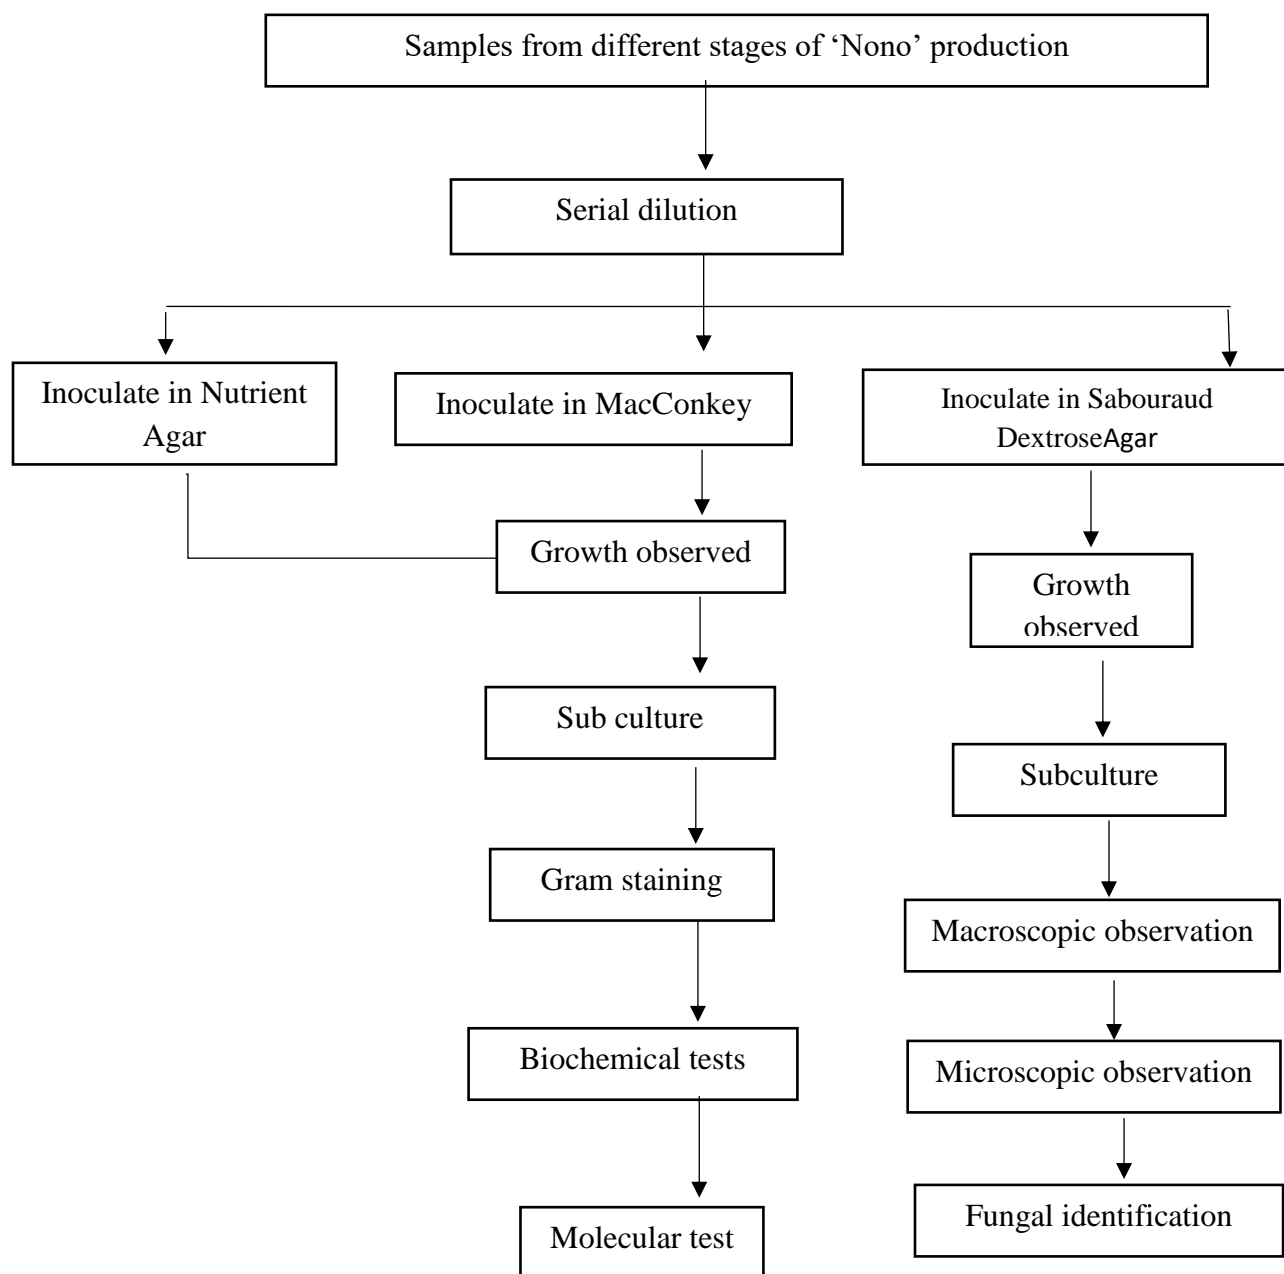 Samples from different stages of ‘Nono’ production
Serial dilution
Inoculate in Nutrient
Agar
Inoculate in MacConkey
Inoculate in Sabouraud
DextroseAgar
Growth observed
Growth
observed
Sub culture
Subculture
Gram staining
Macroscopic observation
Biochemical tests
Microscopic observation
Molecular test
Fungal identification